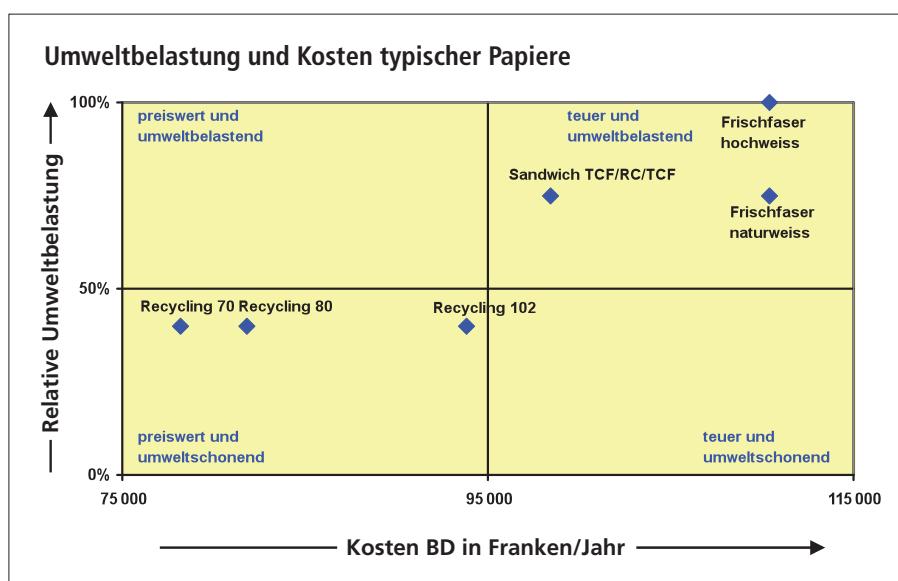 Umweltbelastung und Kosten typischer Papiere
Relative Umweltbelastung
100%
50%
0%
preiswert und
umweltbelastend
teuer und
umweltbelastend
Frischfaser
hochweiss
Sandwich TCF/RC/TCF
Frischfaser
naturweiss
Recycling 70
Recycling 80
Recycling 102
preiswert und
umweltschonend
teuer und
umweltschonend
75 000
95 000
115 000
Kosten BD in Franken/Jahr